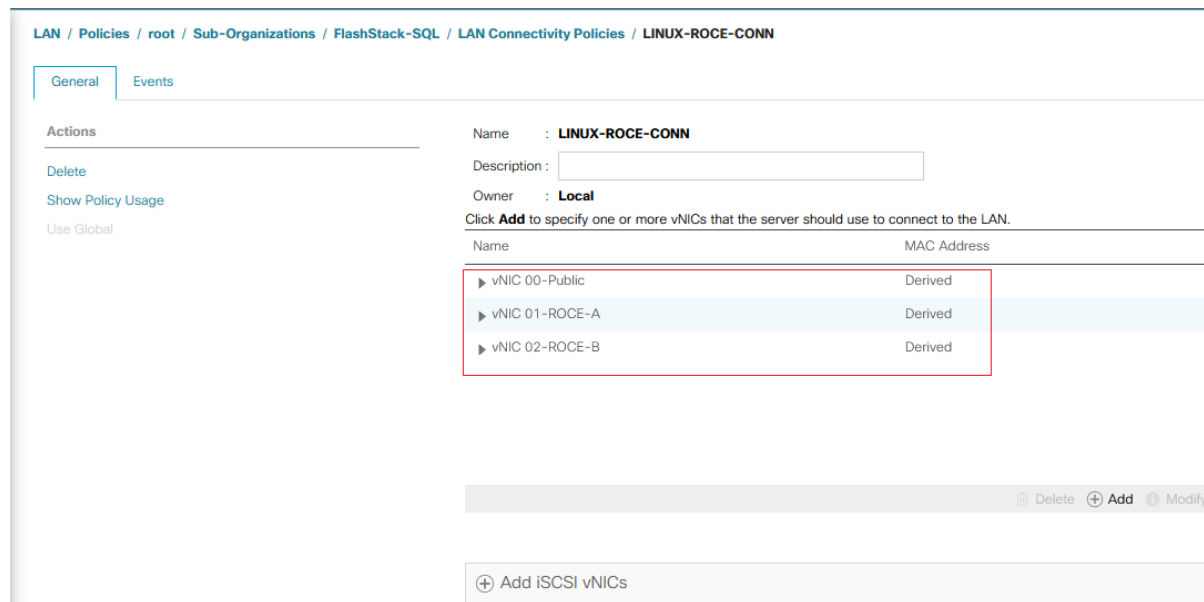 LAN / Policies / root / Sub-Organizations / FlashStack-SQL / LAN Connectivity Policies / LINUX-ROCE-CONN
General Events
Actions
Delete
Show Policy Usage
Use Global
Name : LINUX-ROCE-CONN
Description :
Owner : Local
Click Add to specify one or more vNICs that the server should use to connect to the LAN.
Name MAC Address
vNIC 00-Public Derived
vNIC 01-ROCE-A Derived
vNIC 02-ROCE-B Derived
Delete Add Modify
Add iSCSI vNICs